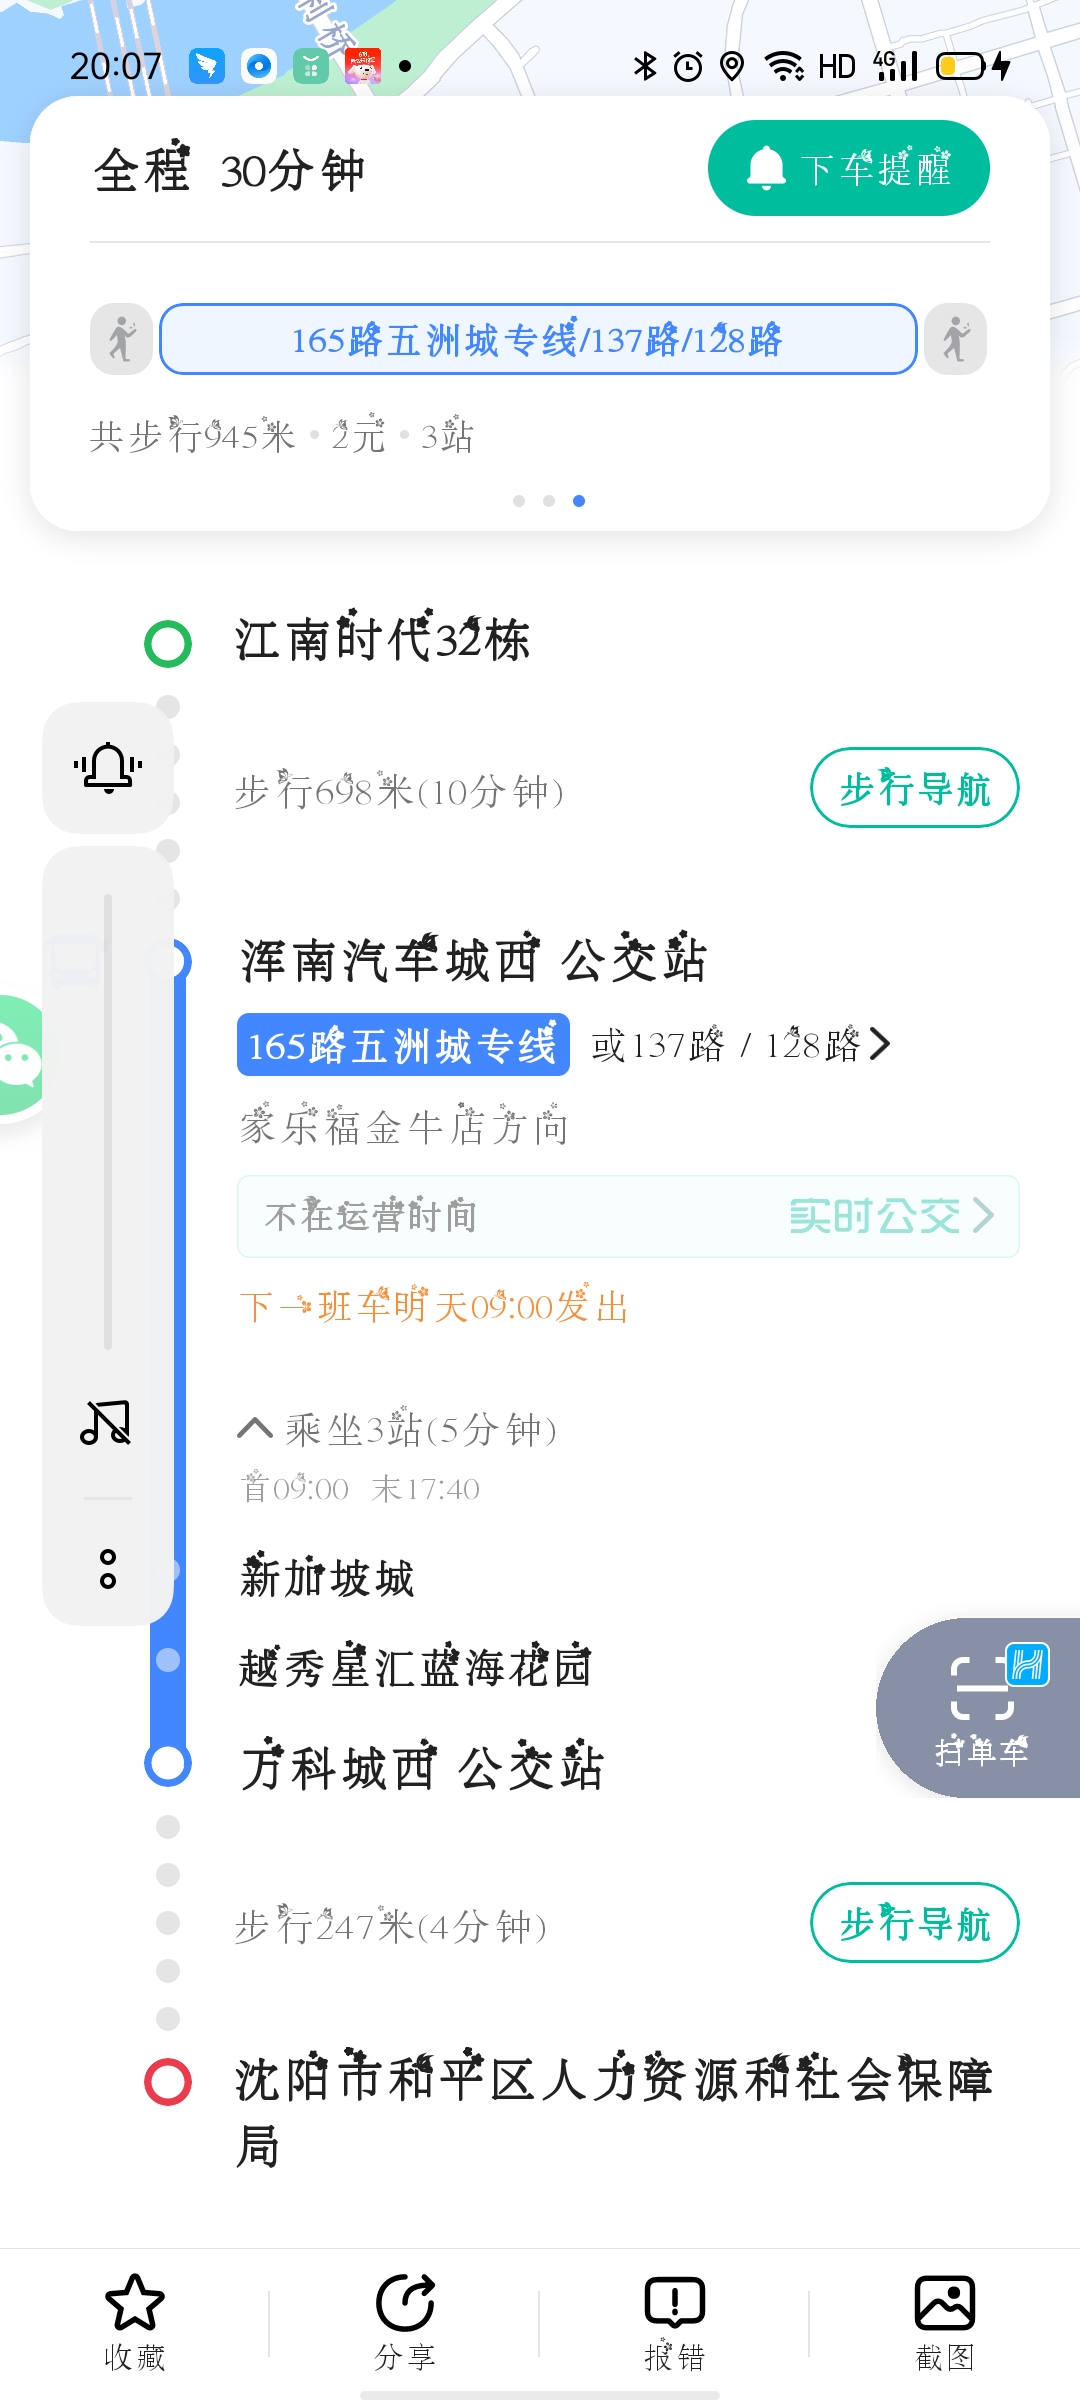 利桥
20:07
HD 4G
全程 30分钟
下车提醒
165路五洲城专线/137路/128路
共步行945米·2元·3站
江南时代32栋
步行698米(10分钟)
步行导航
浑南汽车城西 公交站
165路五洲城专线 或137路 / 128路
家乐福金牛店方向
不在运营时间 实时公交
下一班车明天09:00发出
乘坐3站(5分钟)
首09:00 末17:40
新加坡城
越秀星汇蓝海花园
扫单车
万科城西 公交站
步行247米(4分钟)
步行导航
沈阳市和平区人力资源和社会保障
局
收藏 分享 报错 截图